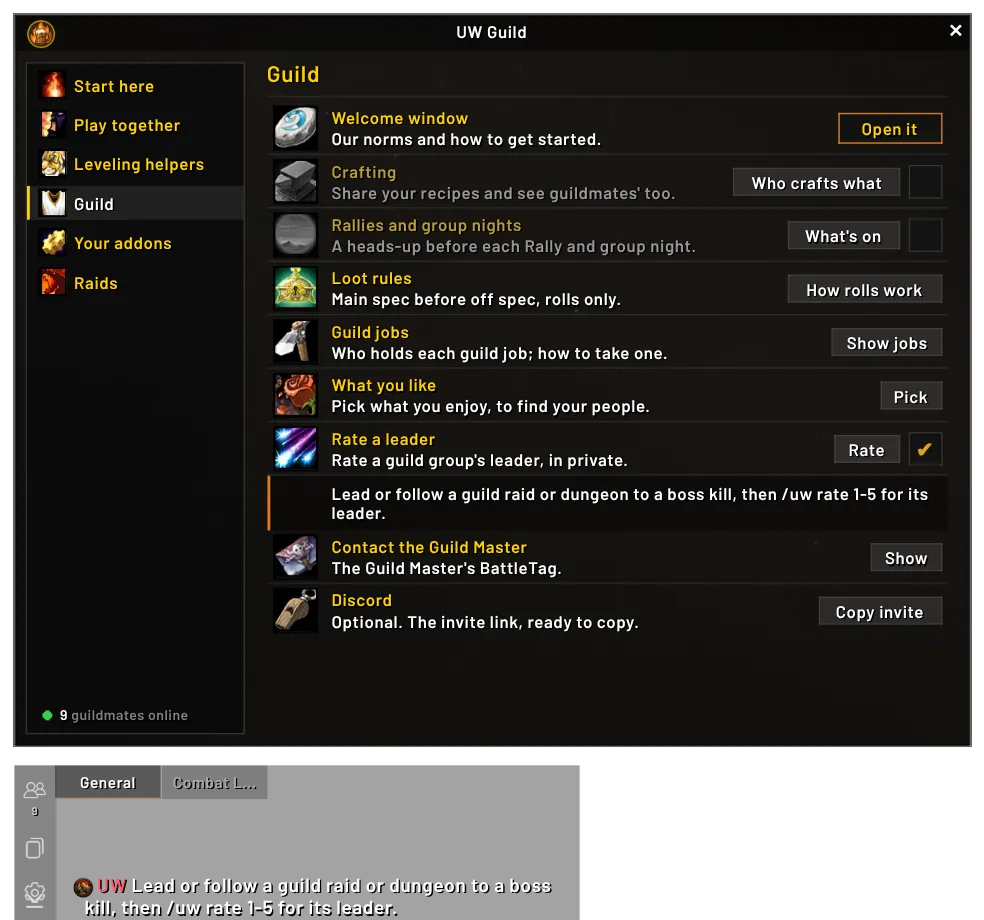 UW Guild
Start here
Play together
Leveling helpers
Guild
Your addons
Raids
9 guildmates online
Guild
Welcome window
Our norms and how to get started.
Open it
Crafting
Share your recipes and see guildmates' too.
Who crafts what
Rallies and group nights
A heads-up before each Rally and group night.
What's on
Loot rules
Main spec before off spec, rolls only.
How rolls work
Guild jobs
Who holds each guild job; how to take one.
Show jobs
What you like
Pick what you enjoy, to find your people.
Pick
Rate a leader
Rate a guild group's leader, in private.
Rate
Lead or follow a guild raid or dungeon to a boss kill, then /uw rate 1-5 for its
leader.
Contact the Guild Master
The Guild Master's BattleTag.
Show
Discord
Optional. The invite link, ready to copy.
Copy invite
General
Combat L...
9
UW Lead or follow a guild raid or dungeon to a boss
kill, then /uw rate 1-5 for its leader.